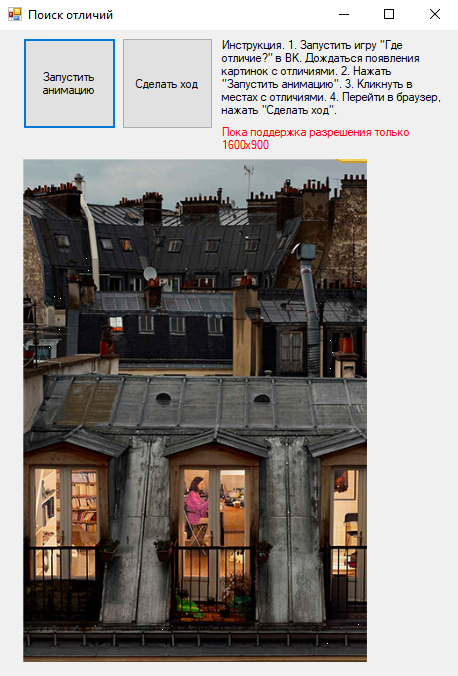 Поиск отличий
Запустить
анимацию
Сделать ход
Инструкция. 1. Запустить игру "Где
отличие?" в ВК. Дождаться появления
картинок с отличиями. 2. Нажать
"Запустить анимацию". 3. Кликнуть в
местах с отличиями. 4. Перейти в браузер,
нажать "Сделать ход".
Пока поддержка разрешения только
1600x900